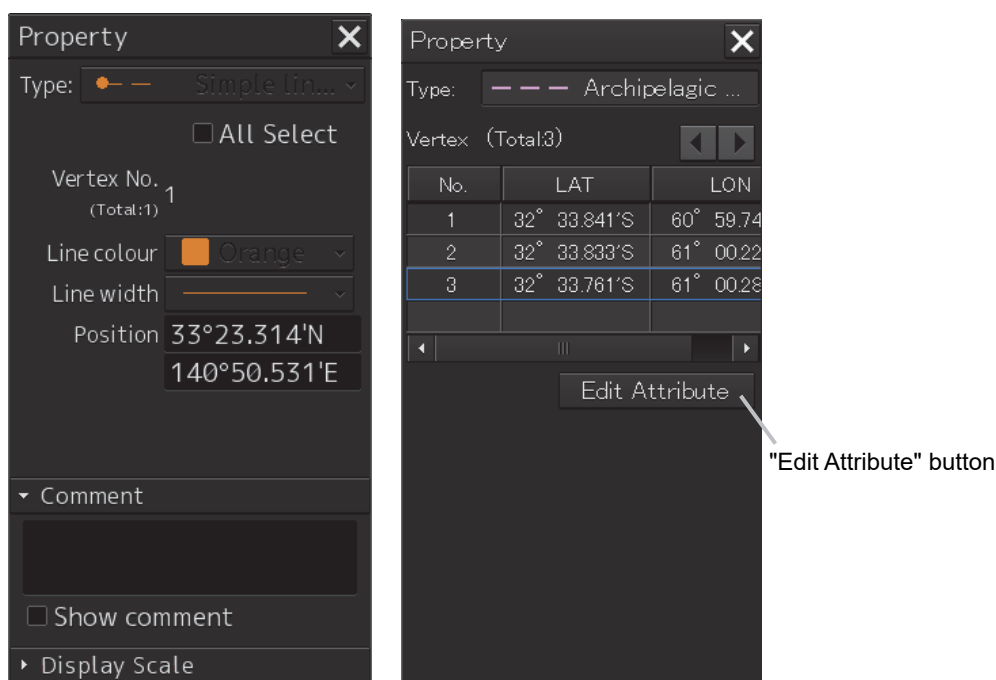 Property
Type: Simple lin...
All Select
Vertex No. 1
(Total:1)
Line colour Orange
Line width
Position 33°23.314'N
140°50.531'E
Comment
Show comment
Display Scale
Property
Type: Archipelagic ...
Vertex (Total:3)
No. LAT LON
1 32° 33.841'S 60° 59.74
2 32° 33.833'S 61° 00.22
3 32° 33.761'S 61° 00.28
Edit Attribute
"Edit Attribute" button